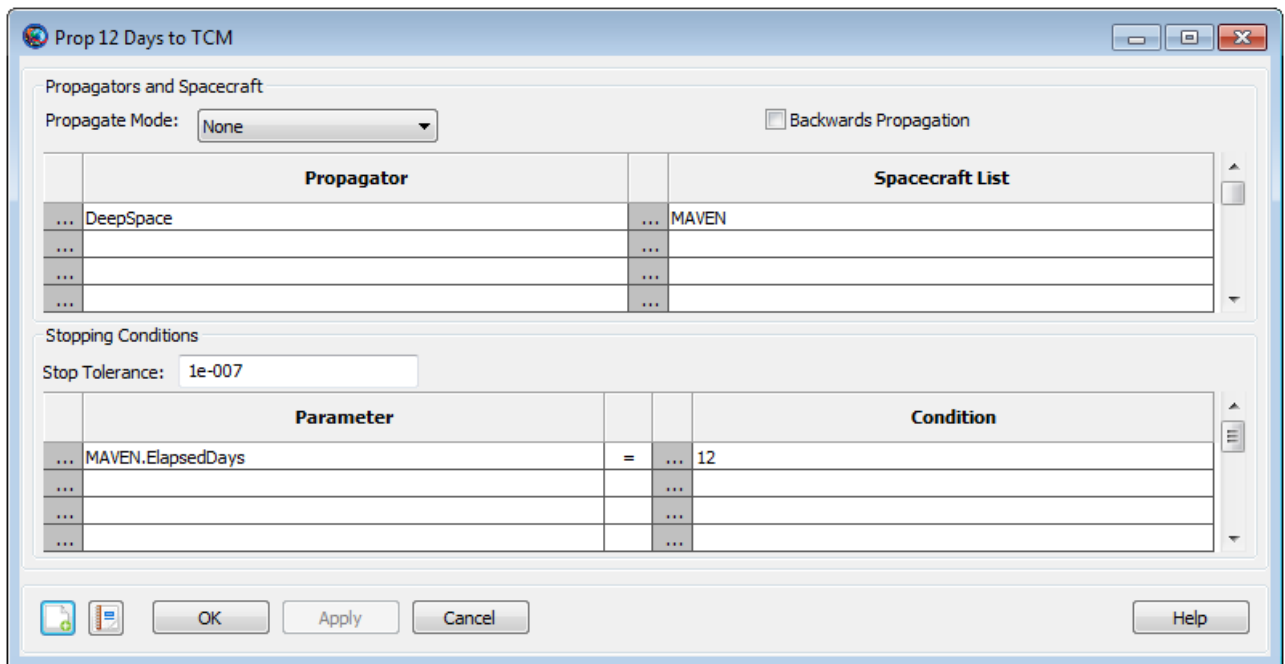 Prop 12 Days to TCM
Propagators and Spacecraft
Propagate Mode: None Backwards Propagation
Propagator Spacecraft List
... DeepSpace ... MAVEN
... ...
... ...
... ...
Stopping Conditions
Stop Tolerance: 1e-007
Parameter Condition
... MAVEN.ElapsedDays = ... 12
... ...
... ...
... ...
OK Apply Cancel Help